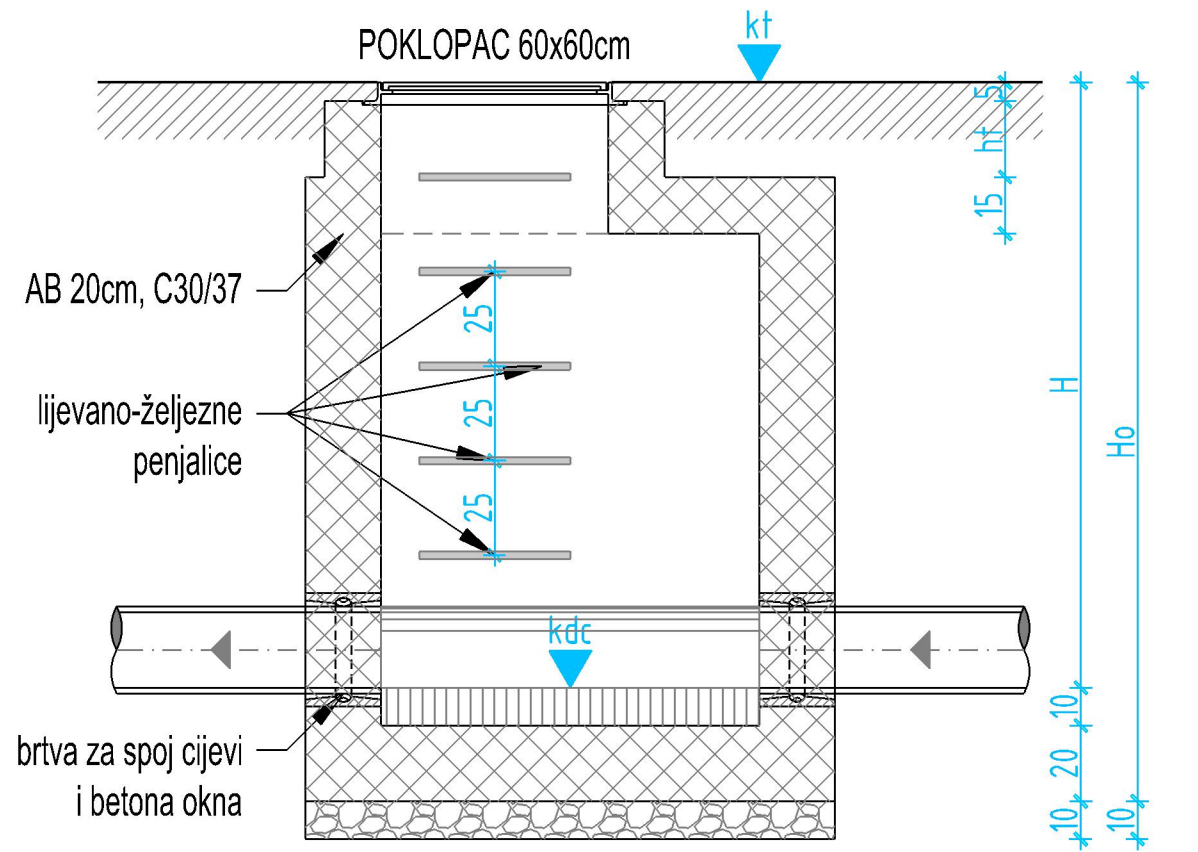 POKLOPAC 60x60cm
kt
5
ht
15
AB 20cm, C30/37
lijevano-željezne
penjalice
25
25
25
H
Ho
kdc
brtva za spoj cijevi
i betona okna
10
20
10
10